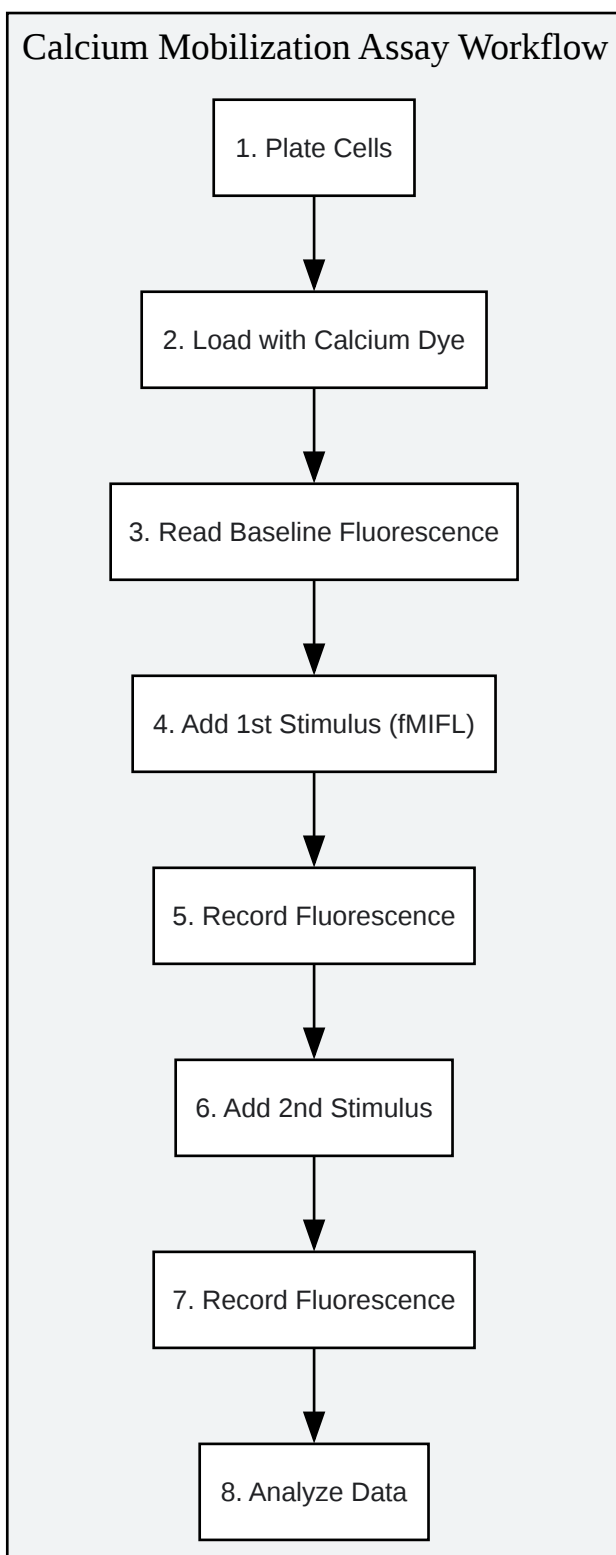 Calcium Mobilization Assay Workflow
1. Plate Cells
2. Load with Calcium Dye
3. Read Baseline Fluorescence
4. Add 1st Stimulus (fMIFL)
5. Record Fluorescence
6. Add 2nd Stimulus
7. Record Fluorescence
8. Analyze Data